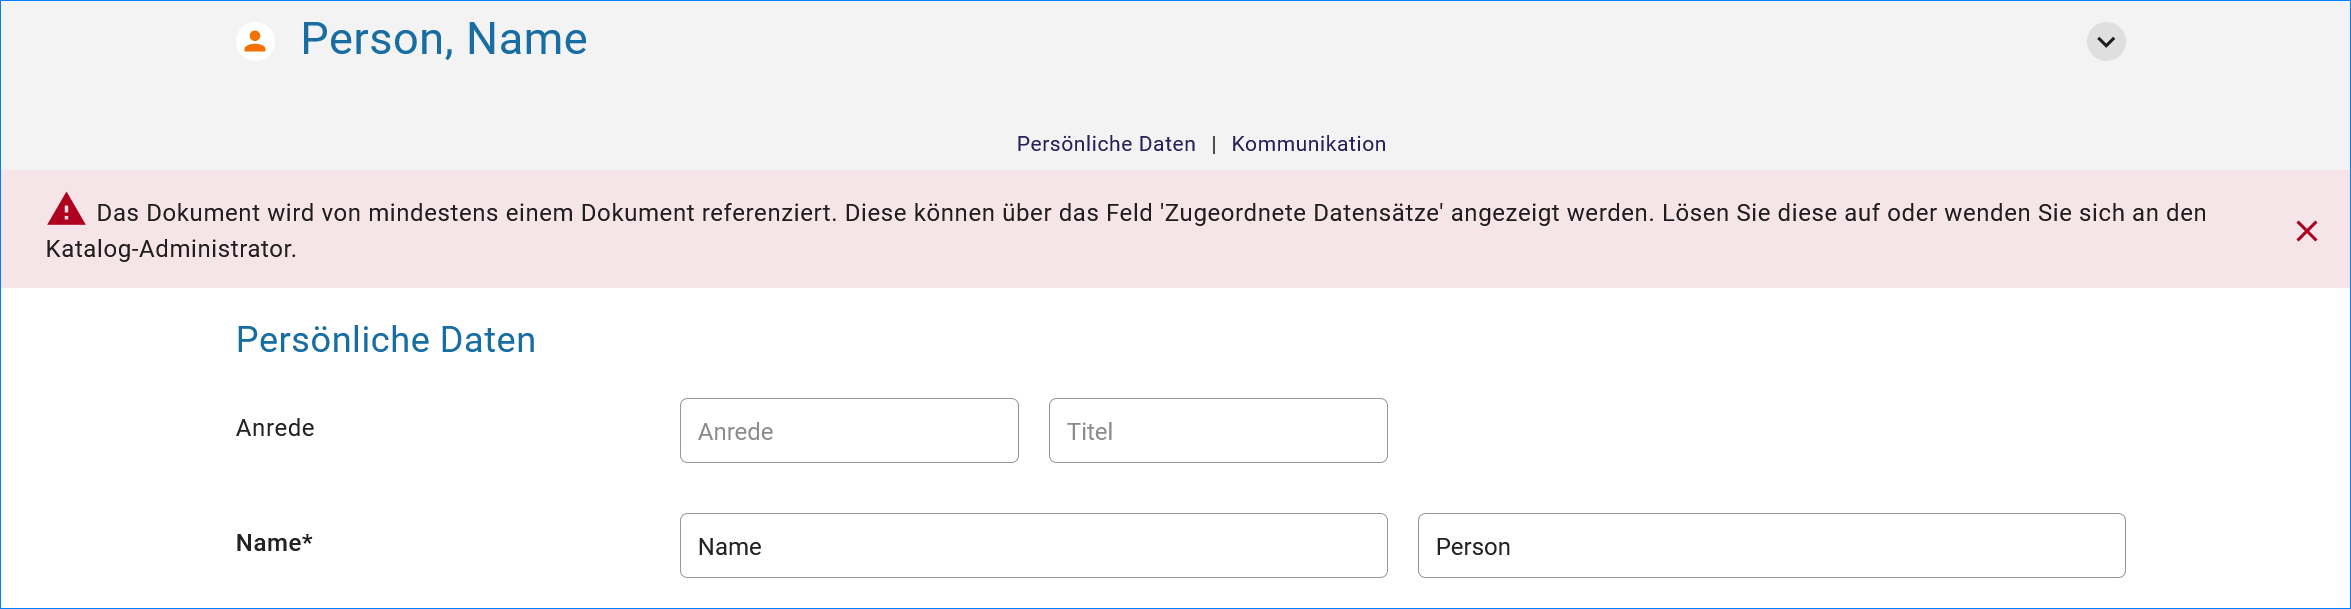 Person, Name
Persönliche Daten | Kommunikation
Das Dokument wird von mindestens einem Dokument referenziert. Diese können über das Feld 'Zugeordnete Datensätze' angezeigt werden. Lösen Sie diese auf oder wenden Sie sich an den
Katalog-Administrator.
Persönliche Daten
Anrede Anrede Titel
Name* Name Person